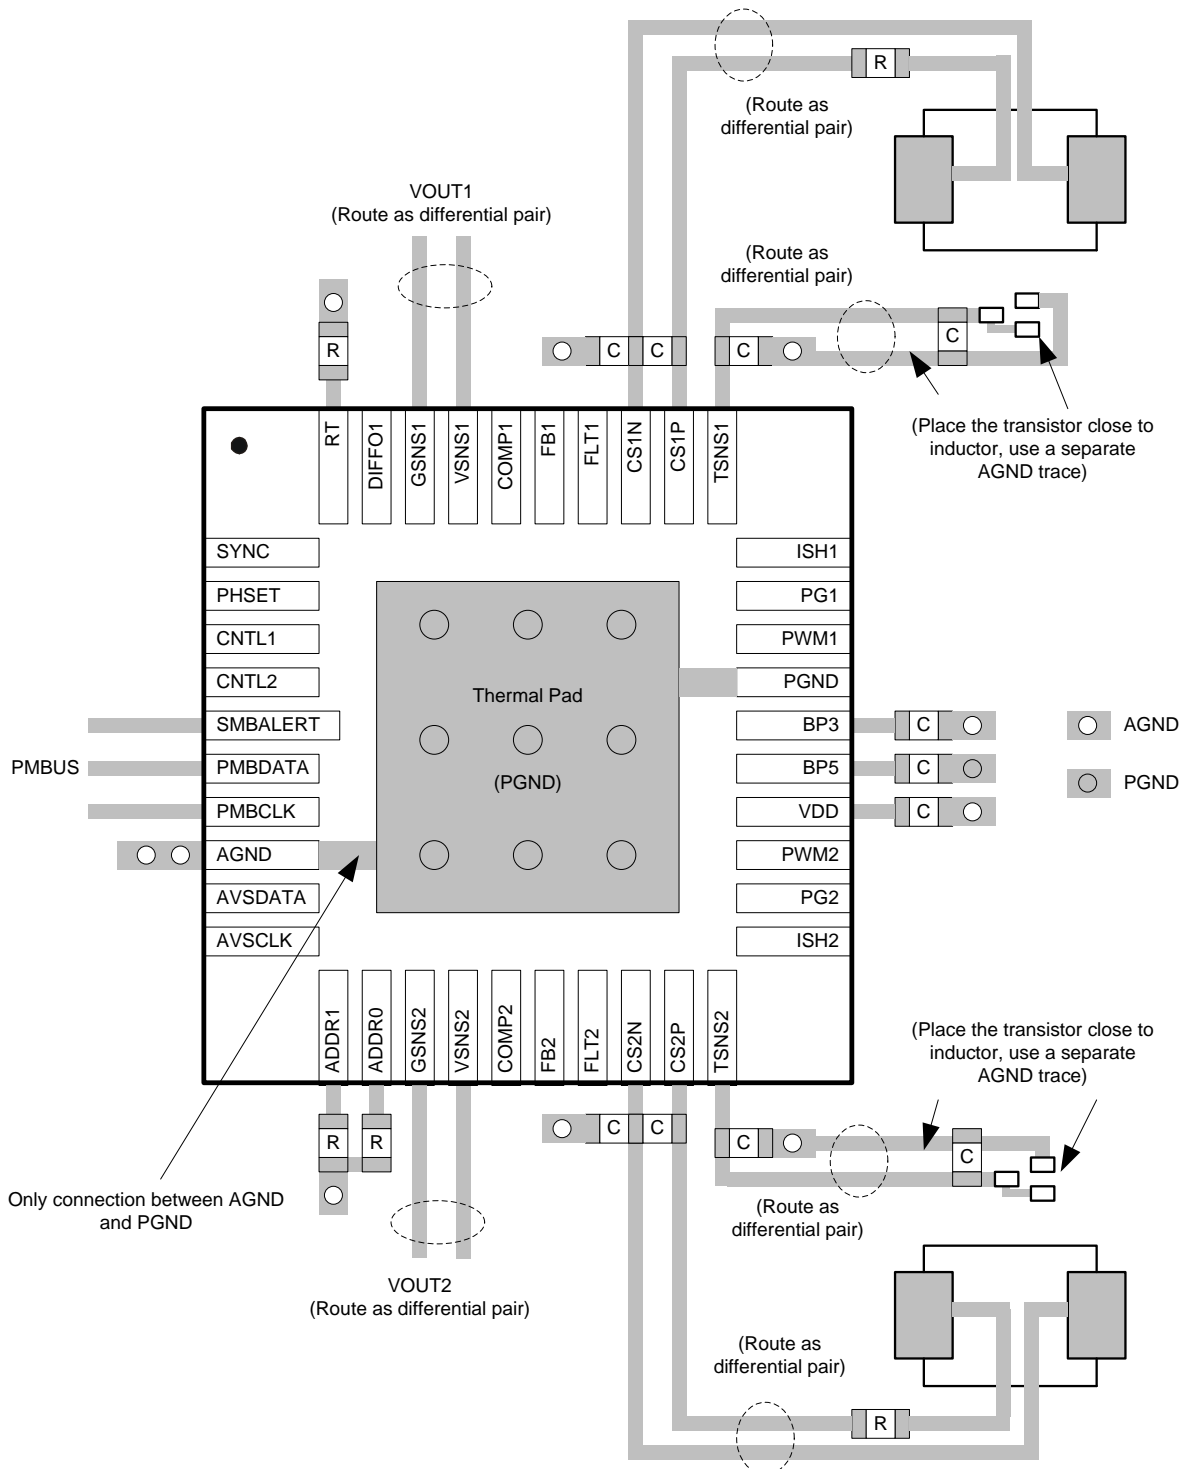 R
(Route as
differential pair)
VOUT1
(Route as differential pair)
(Route as
differential pair)
R
C
C
C
C
(Place the transistor close to
inductor, use a separate
AGND trace)
RT
DIFFO1
GSNS1
VSNS1
COMP1
FB1
FLT1
CS1N
CS1P
TSNS1
SYNC
PHSET
CNTL1
CNTL2
SMBALERT
PMBUS
PMBDATA
PMBCLK
AGND
AVSDATA
AVSCLK
Thermal Pad
(PGND)
ISH1
PG1
PWM1
PGND
BP3
C
AGND
BP5
C
PGND
VDD
C
PWM2
PG2
ISH2
ADDR1
ADDR0
GSNS2
VSNS2
COMP2
FB2
FLT2
CS2N
CS2P
TSNS2
(Place the transistor close to
inductor, use a separate
AGND trace)
R
R
C
C
C
C
Only connection between AGND
and PGND
(Route as
differential pair)
VOUT2
(Route as differential pair)
(Route as
differential pair)
R